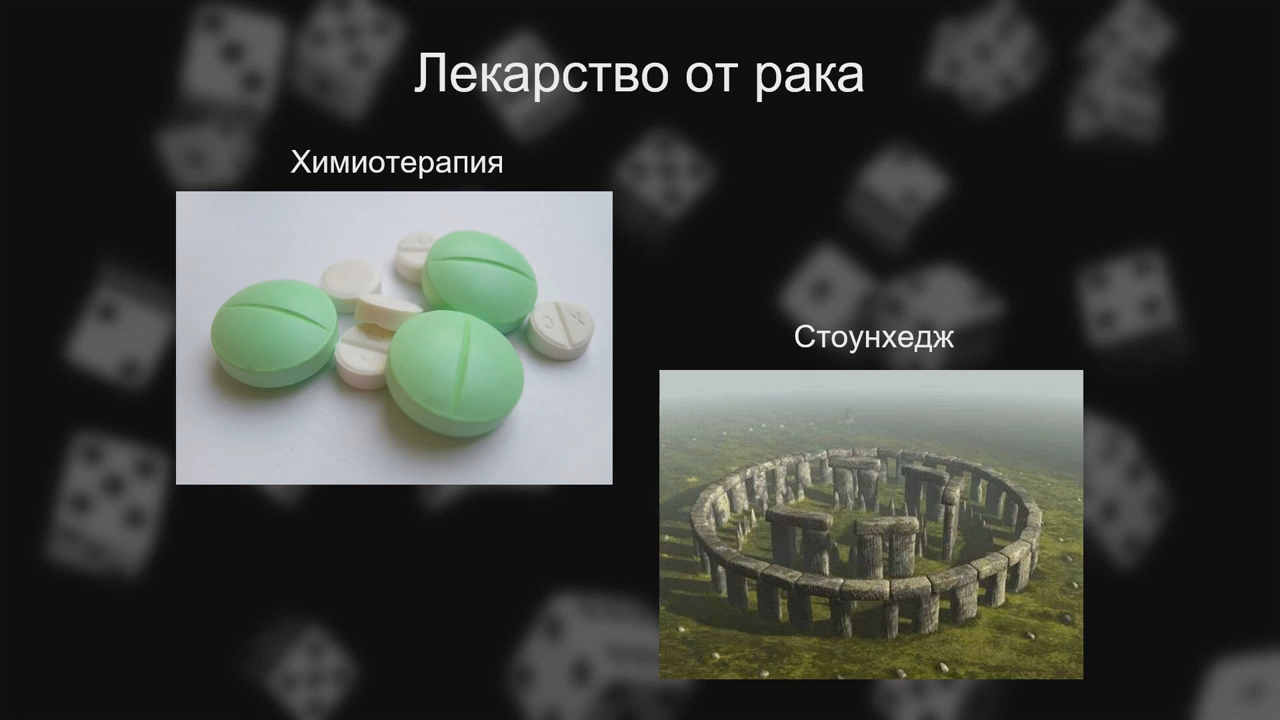 Лекарство от рака
Химиотерапия
Стоунхедж